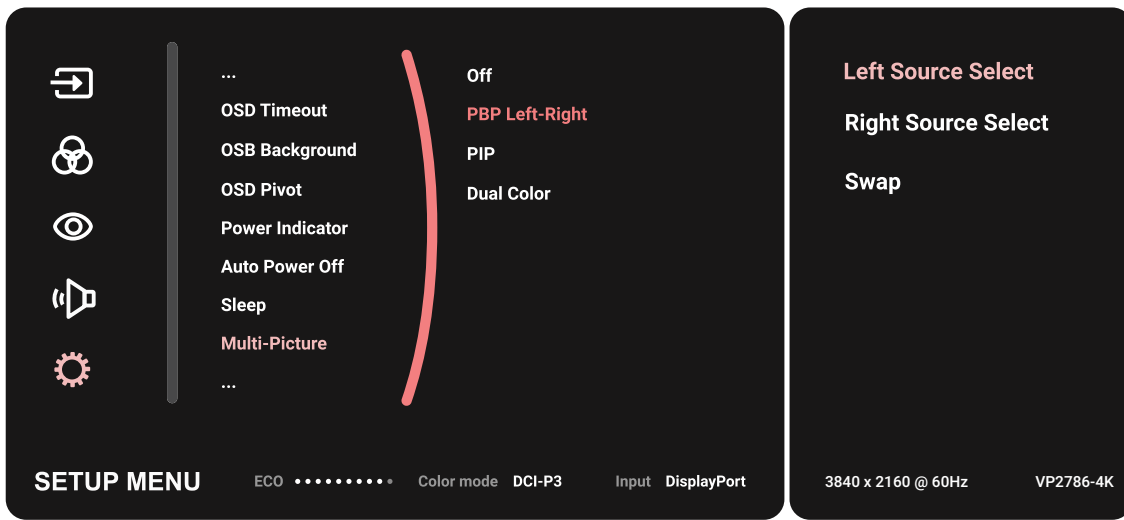 ...
OSD Timeout
OSB Background
OSD Pivot
Power Indicator
Auto Power Off
Sleep
Multi-Picture
...
Off
PBP Left-Right
PIP
Dual Color
Left Source Select
Right Source Select
Swap
SETUP MENU ECO Color mode DCI-P3 Input DisplayPort 3840 x 2160 @ 60Hz VP2786-4K